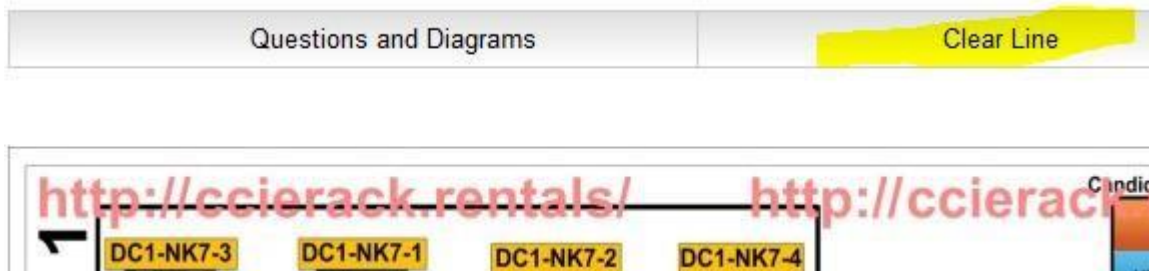 Questions and Diagrams Clear Line
http://ccierack.rentals/ http://ccierack
1
DC1-NK7-3 DC1-NK7-1 DC1-NK7-2 DC1-NK7-4